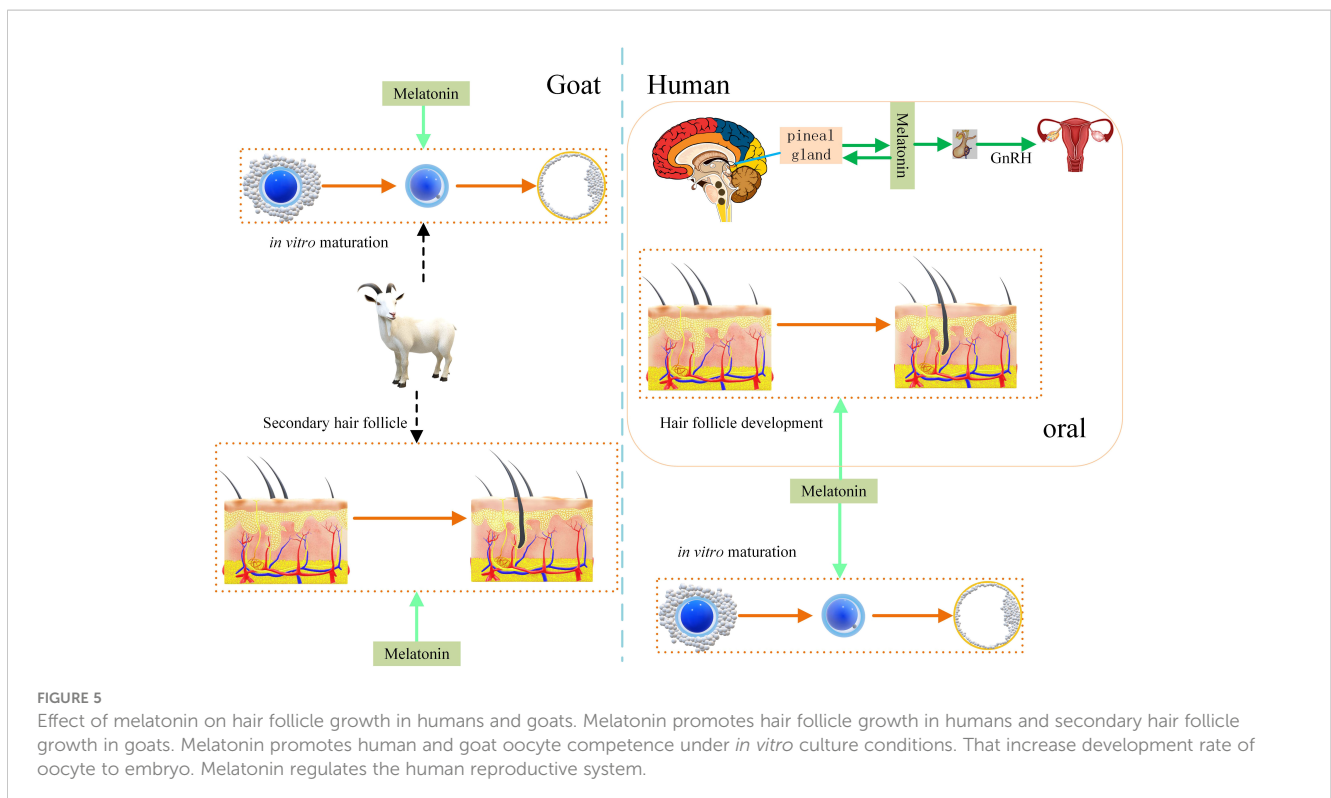 Goat
Human
Melatonin
pineal
gland
Melatonin
GnRH
in vitro maturation
Secondary hair follicle
Hair follicle development
oral
Melatonin
in vitro maturation
Melatonin
FIGURE 5
Effect of melatonin on hair follicle growth in humans and goats. Melatonin promotes hair follicle growth in humans and secondary hair follicle
growth in goats. Melatonin promotes human and goat oocyte competence under in vitro culture conditions. That increase development rate of
oocyte to embryo. Melatonin regulates the human reproductive system.